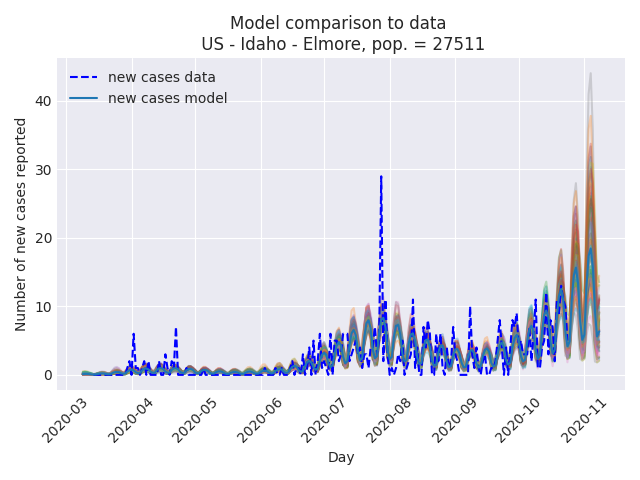 Model comparison to data
US - Idaho - Elmore, pop. = 27511
new cases data
new cases model
Number of new cases reported
40
30
20
10
0
2020-03
2020-04
2020-05
2020-06
2020-07
2020-08
2020-09
2020-10
2020-11
Day